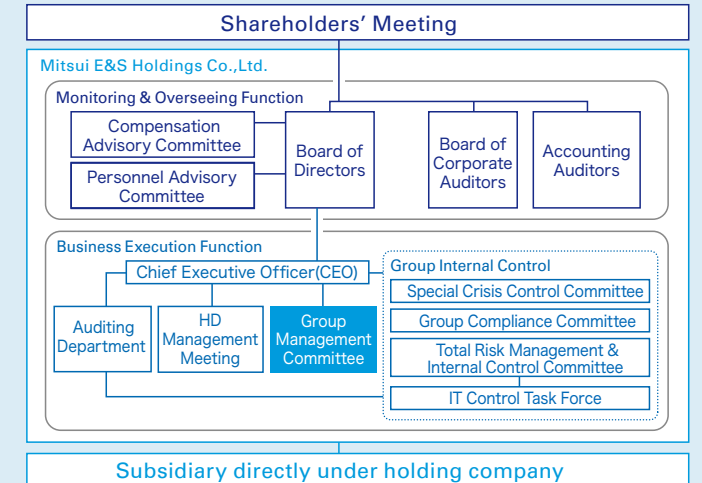 Shareholders’ Meeting
Mitsui E&S Holdings Co.,Ltd.
Monitoring & Overseeing Function
Compensation
Advisory Committee
Personnel Advisory
Committee
Board of
Directors
Board of
Corporate
Auditors
Accounting
Auditors
Business Execution Function
Chief Executive Officer(CEO)
Auditing
Department
HD
Management
Meeting
Group
Management
Committee
Group Internal Control
Special Crisis Control Committee
Group Compliance Committee
Total Risk Management &
Internal Control Committee
IT Control Task Force
Subsidiary directly under holding company